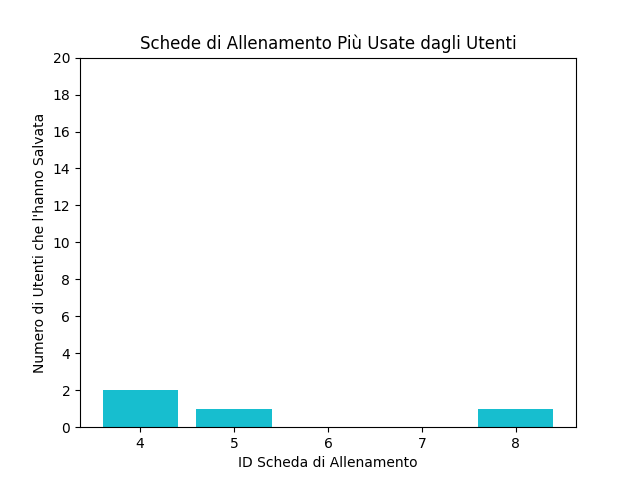 Schede di Allenamento Più Usate dagli Utenti
Numero di Utenti che l'hanno Salvata
20
18
16
14
12
10
8
6
4
2
0
4 5 6 7 8
ID Scheda di Allenamento